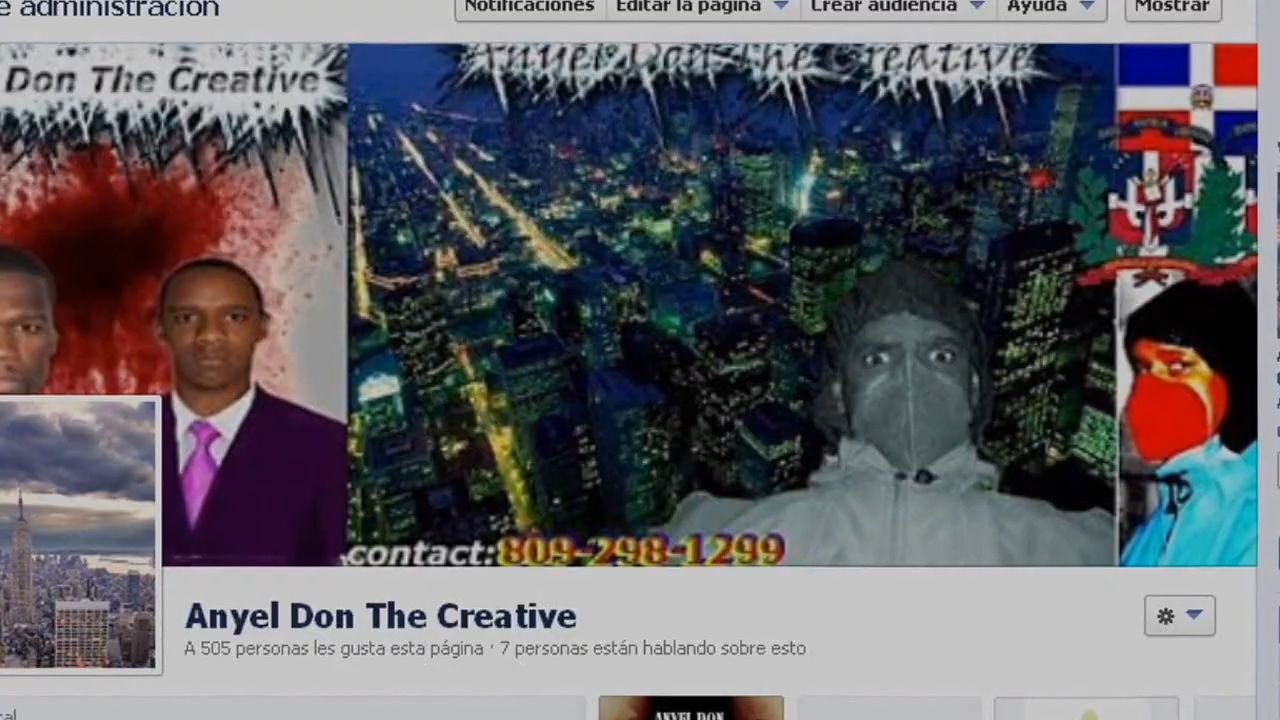 e administración
Notificaciones Editar la página Crear audiencia Ayuda Mostrar
Don The Creative
Anyel Don The Creative
contact:809-298-1299
Anyel Don The Creative
A 505 personas les gusta esta página · 7 personas están hablando sobre esto
ANYEL DON